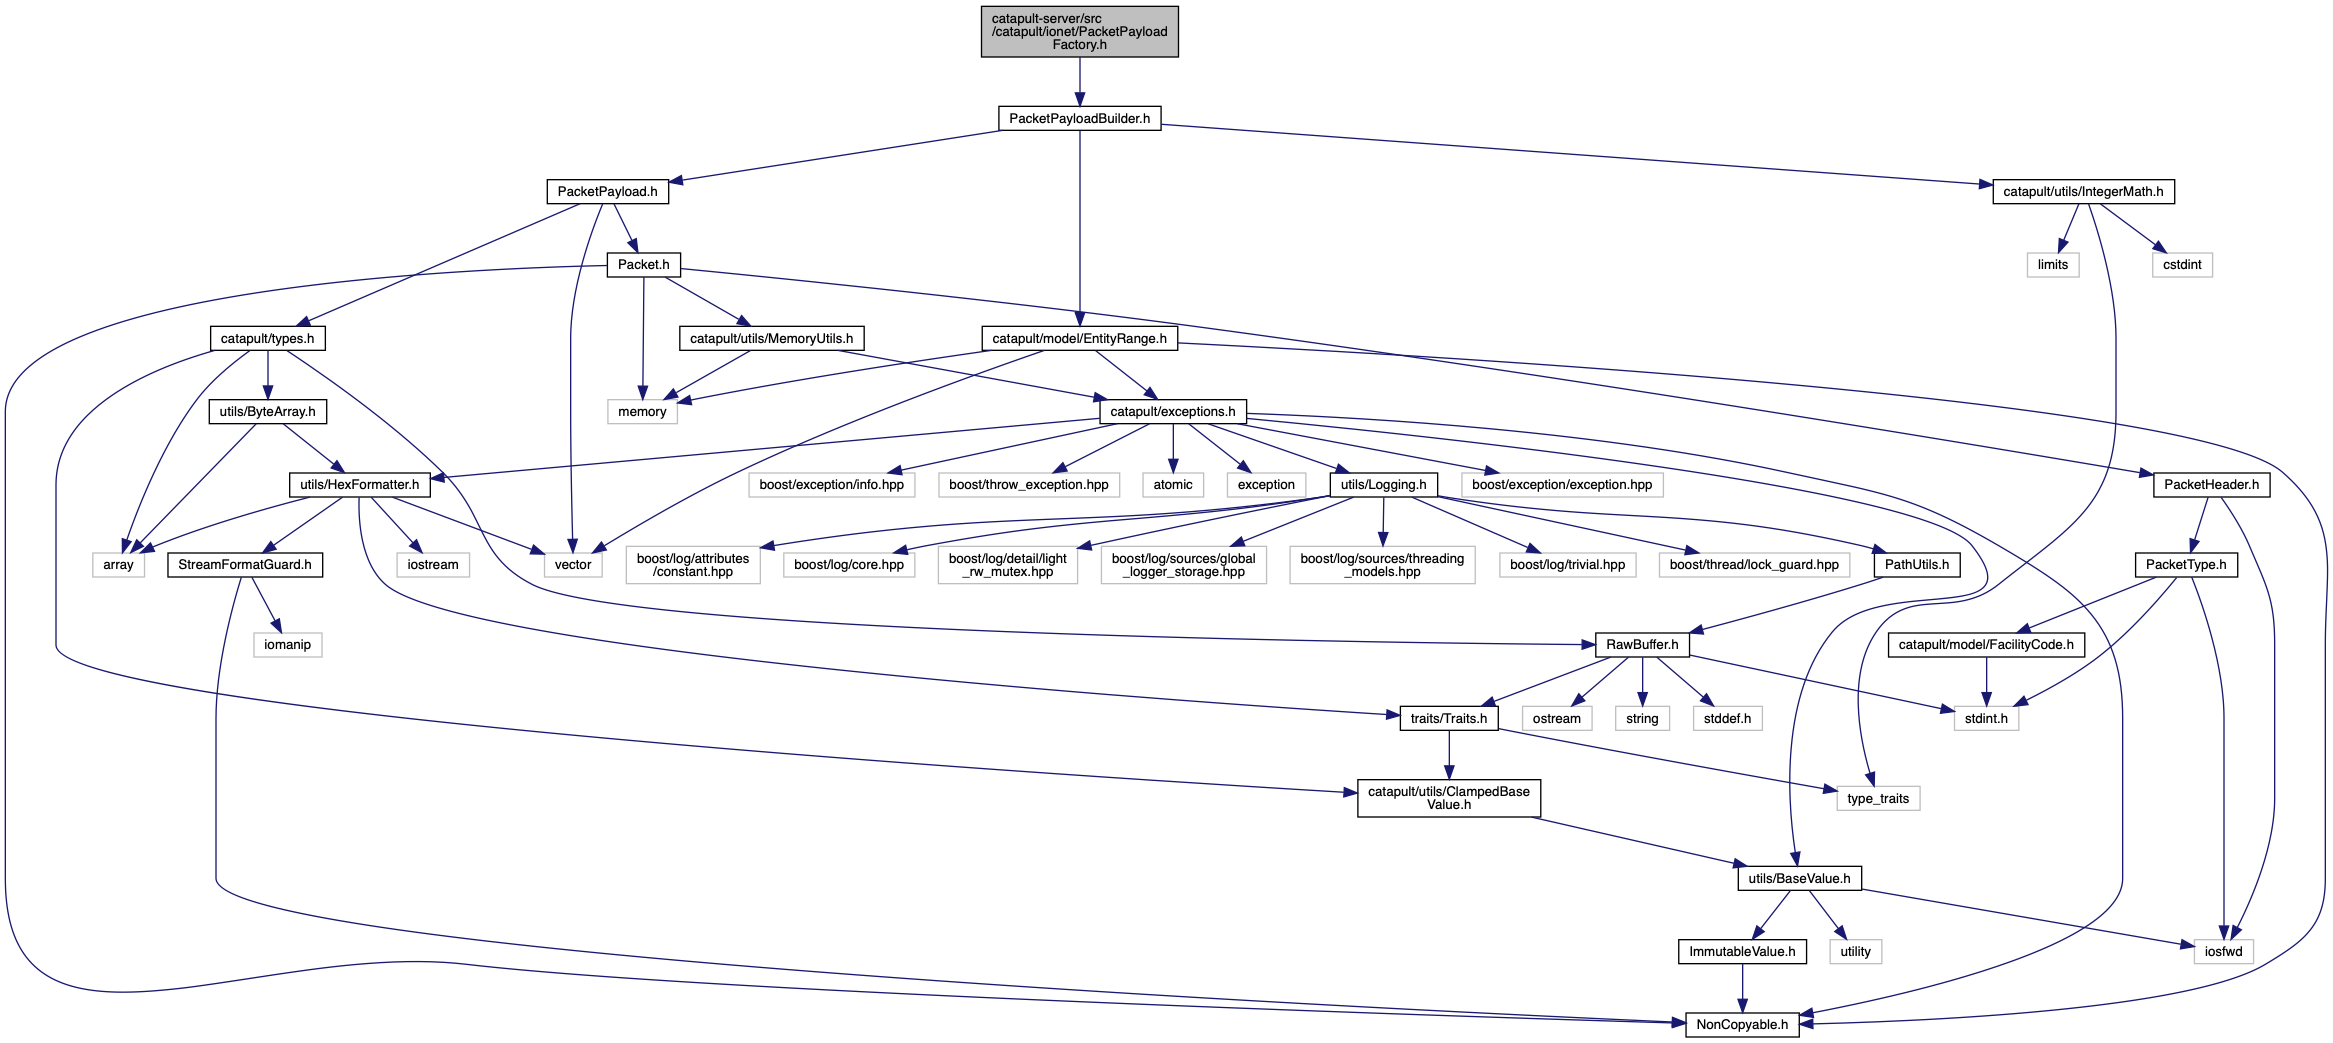 catapult-server/src
/catapult/ionet/PacketPayload
Factory.h
PacketPayloadBuilder.h
PacketPayload.h
catapult/utils/IntegerMath.h
Packet.h
limits
cstdint
catapult/types.h
catapult/utils/MemoryUtils.h
catapult/model/EntityRange.h
utils/ByteArray.h
memory
catapult/exceptions.h
utils/HexFormatter.h
boost/exception/info.hpp
boost/throw_exception.hpp
atomic
exception
utils/Logging.h
boost/exception/exception.hpp
PacketHeader.h
array
StreamFormatGuard.h
iostream
vector
boost/log/attributes
/constant.hpp
boost/log/core.hpp
boost/log/detail/light
_rw_mutex.hpp
boost/log/sources/global
_logger_storage.hpp
boost/log/sources/threading
_models.hpp
boost/log/trivial.hpp
boost/thread/lock_guard.hpp
PathUtils.h
PacketType.h
iomanip
RawBuffer.h
catapult/model/FacilityCode.h
traits/Traits.h
ostream
string
stddef.h
stdint.h
catapult/utils/ClampedBase
Value.h
type_traits
utils/BaseValue.h
ImmutableValue.h
utility
iosfwd
NonCopyable.h